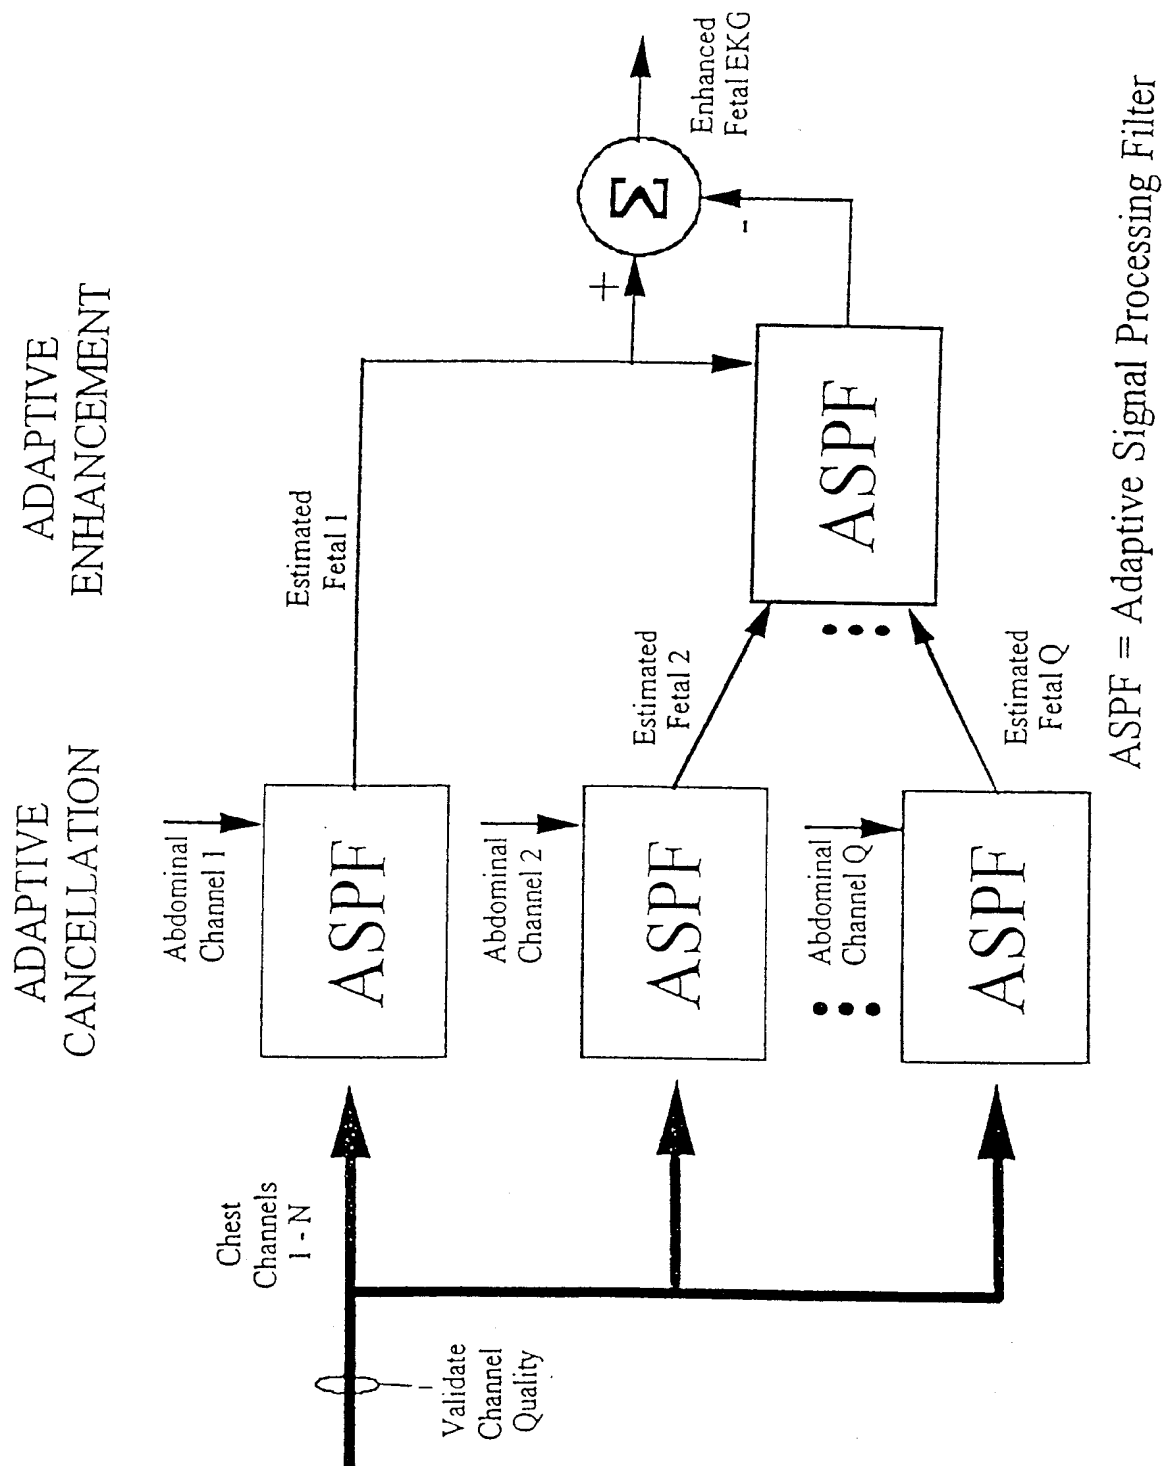 ADAPTIVE
CANCELLATION
ADAPTIVE
ENHANCEMENT
Validate
Channel
Quality
Chest
Channels
1 - N
Abdominal
Channel 1
ASPF
Estimated
Fetal 1
Abdominal
Channel 2
ASPF
Estimated
Fetal 2
Abdominal
Channel Q
ASPF
Estimated
Fetal Q
ASPF
+
-
Σ
Enhanced
Fetal EKG
ASPF = Adaptive Signal Processing Filter